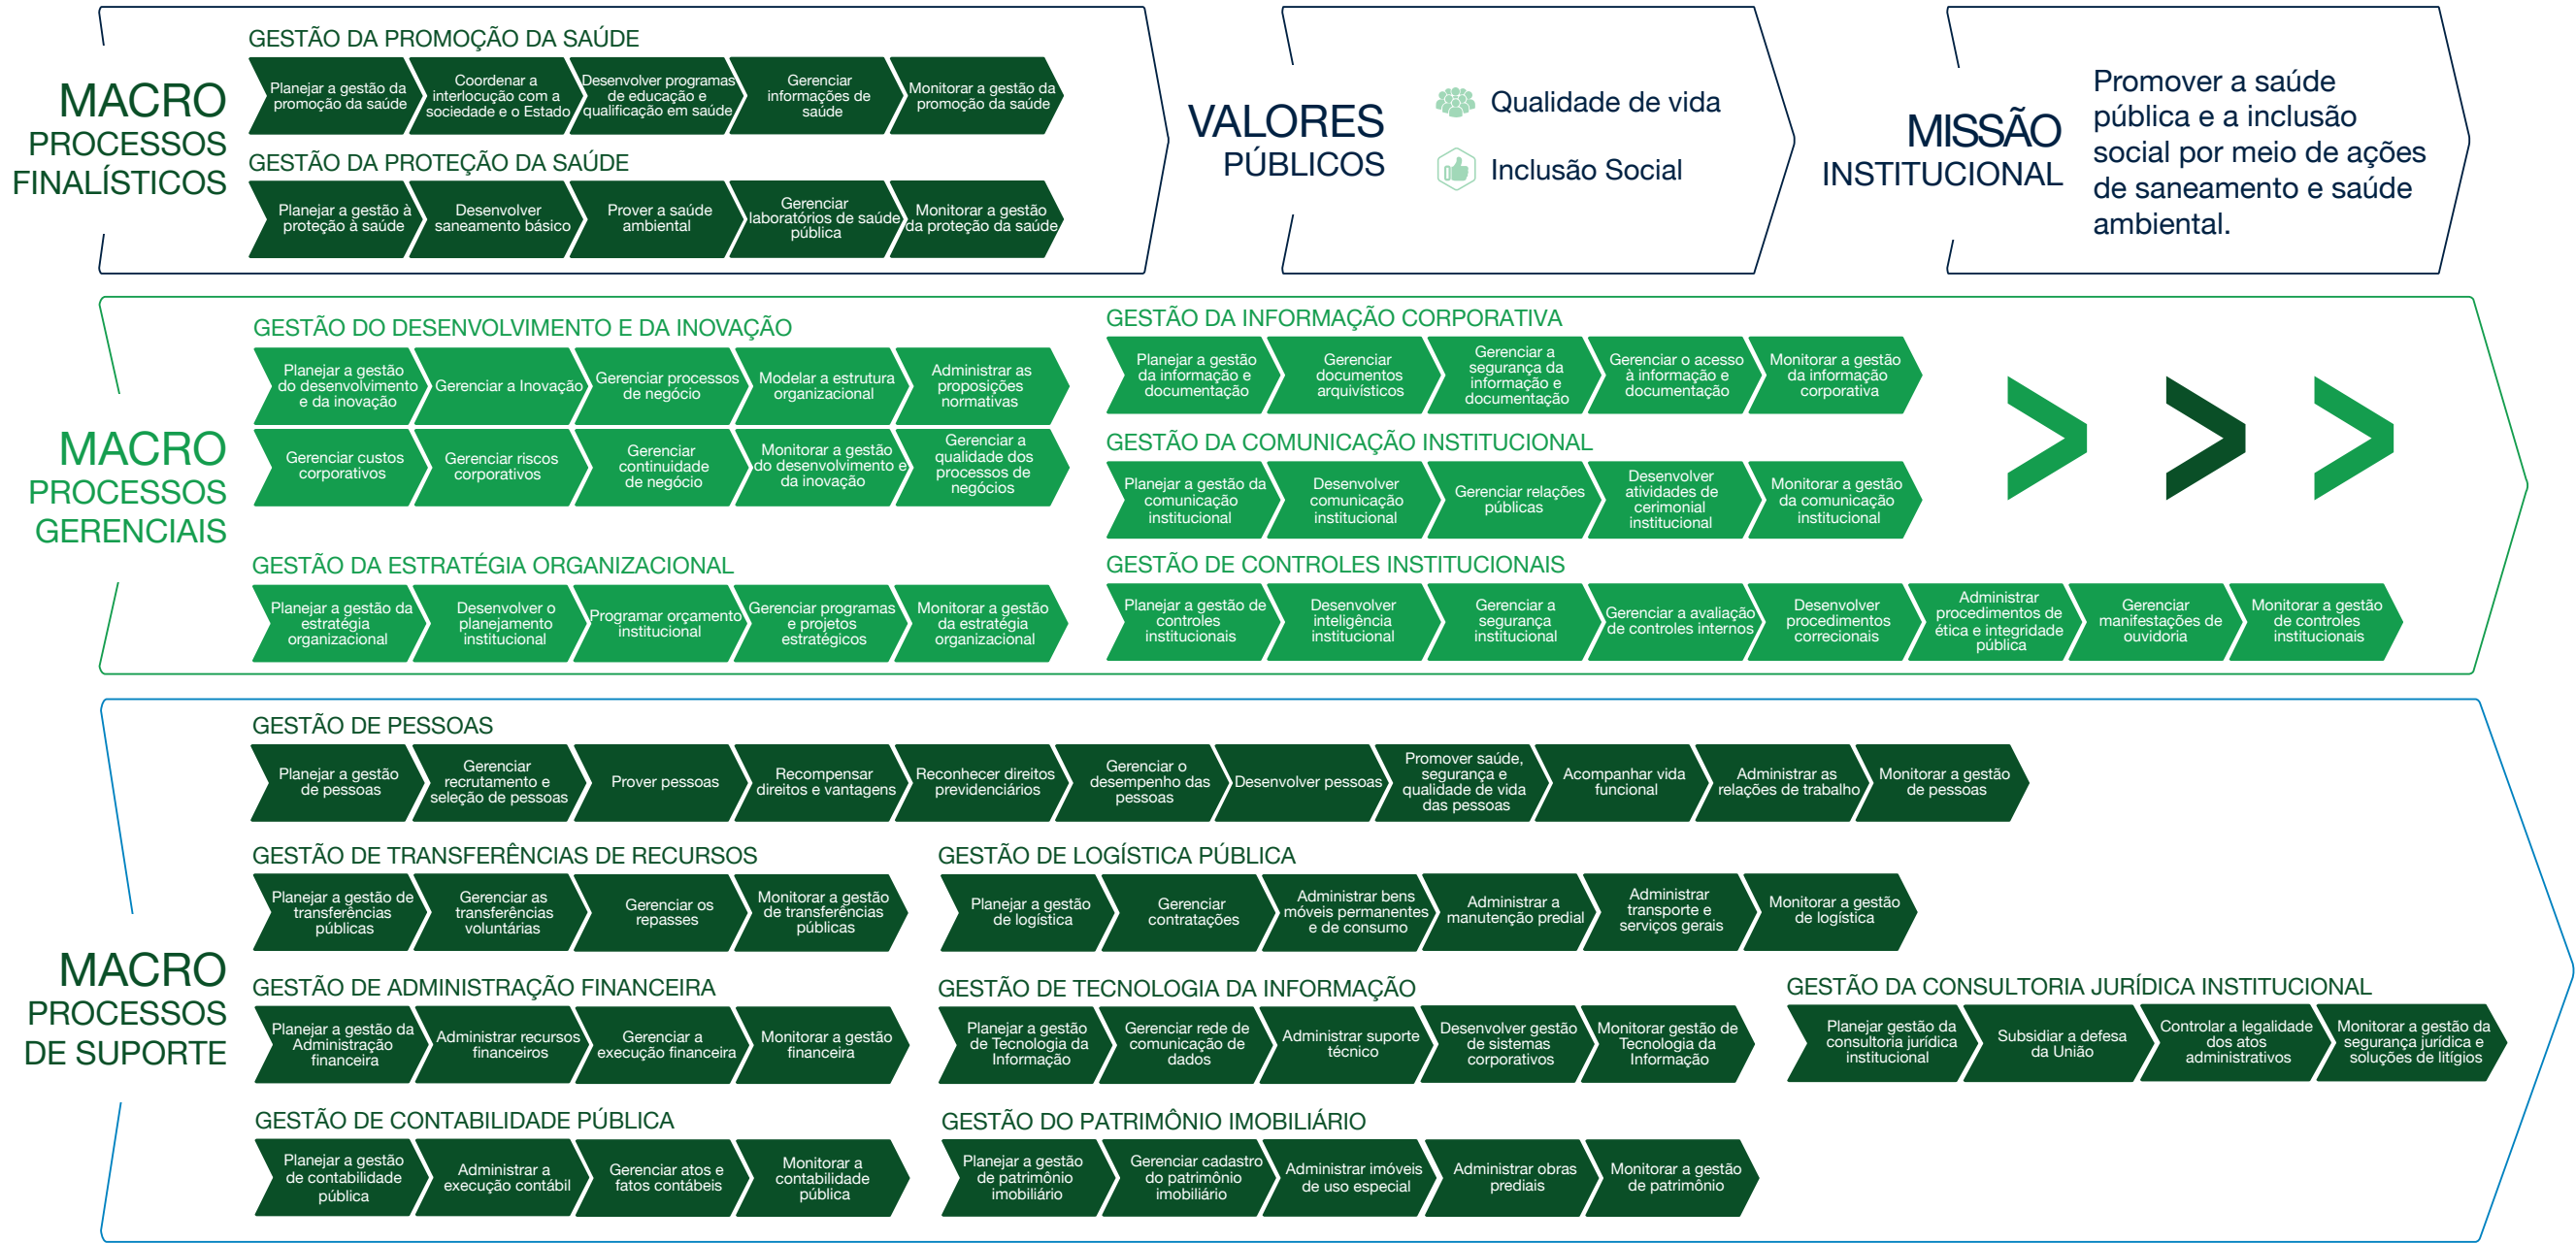 MACRO
PROCESSOS
FINALÍSTICOS
GESTÃO DA PROMOÇÃO DA SAÚDE
Planejar a gestão da
promoção da saúde
Coordenar a
interlocução com a
sociedade e o Estado
Desenvolver programas
de educação e
qualificação em saúde
Gerenciar
informações de
saúde
Monitorar a gestão da
promoção da saúde
GESTÃO DA PROTEÇÃO DA SAÚDE
Planejar a gestão à
proteção à saúde
Desenvolver
saneamento básico
Prover a saúde
ambiental
Gerenciar
laboratórios de saúde
pública
Monitorar a gestão
da proteção da saúde
VALORES
PÚBLICOS
Qualidade de vida
Inclusão Social
MISSÃO
INSTITUCIONAL
Promover a saúde
pública e a inclusão
social por meio de ações
de saneamento e saúde
ambiental.
MACRO
PROCESSOS
GERENCIAIS
GESTÃO DO DESENVOLVIMENTO E DA INOVAÇÃO
Planejar a gestão
do desenvolvimento
e da inovação
Gerenciar a Inovação
Gerenciar processos
de negócio
Modelar a estrutura
organizacional
Administrar as
proposições
normativas
Gerenciar custos
corporativos
Gerenciar riscos
corporativos
Gerenciar
continuidade
de negócio
Monitorar a gestão
do desenvolvimento e
da inovação
Gerenciar a
qualidade dos
processos de
negócios
GESTÃO DA ESTRATÉGIA ORGANIZACIONAL
Planejar a gestão da
estratégia
organizacional
Desenvolver o
planejamento
institucional
Programar orçamento
institucional
Gerenciar programas
e projetos
estratégicos
Monitorar a gestão
da estratégia
organizacional
GESTÃO DA INFORMAÇÃO CORPORATIVA
Planejar a gestão
da informação e
documentação
Gerenciar
documentos
arquivísticos
Gerenciar a
segurança da
informação e
documentação
Gerenciar o acesso
à informação e
documentação
Monitorar a gestão
da informação
corporativa
GESTÃO DA COMUNICAÇÃO INSTITUCIONAL
Planejar a gestão da
comunicação
institucional
Desenvolver
comunicação
institucional
Gerenciar relações
públicas
Desenvolver
atividades de
cerimonial
institucional
Monitorar a gestão
da comunicação
institucional
GESTÃO DE CONTROLES INSTITUCIONAIS
Planejar a gestão de
controles
institucionais
Desenvolver
inteligência
institucional
Gerenciar a
segurança
institucional
Gerenciar a avaliação
de controles internos
Desenvolver
procedimentos
correcionais
Administrar
procedimentos de
ética e integridade
pública
Gerenciar
manifestações de
ouvidoria
Monitorar a gestão
de controles
institucionais
MACRO
PROCESSOS
DE SUPORTE
GESTÃO DE PESSOAS
Planejar a gestão
de pessoas
Gerenciar
recrutamento e
seleção de pessoas
Prover pessoas
Recompensar
direitos e vantagens
Reconhecer direitos
previdenciários
Gerenciar o
desempenho das
pessoas
Desenvolver pessoas
Promover saúde,
segurança e
qualidade de vida
das pessoas
Acompanhar vida
funcional
Administrar as
relações de trabalho
Monitorar a gestão
de pessoas
GESTÃO DE TRANSFERÊNCIAS DE RECURSOS
Planejar a gestão de
transferências
públicas
Gerenciar as
transferências
voluntárias
Gerenciar os
repasses
Monitorar a gestão
de transferências
públicas
GESTÃO DE LOGÍSTICA PÚBLICA
Planejar a gestão
de logística
Gerenciar
contratações
Administrar bens
móveis permanentes
e de consumo
Administrar a
manutenção predial
Administrar
transporte e
serviços gerais
Monitorar a gestão
de logística
GESTÃO DE ADMINISTRAÇÃO FINANCEIRA
Planejar a gestão da
Administração
financeira
Administrar recursos
financeiros
Gerenciar a
execução financeira
Monitorar a gestão
financeira
GESTÃO DE TECNOLOGIA DA INFORMAÇÃO
Planejar a gestão
de Tecnologia da
Informação
Gerenciar rede de
comunicação de
dados
Administrar suporte
técnico
Desenvolver gestão
de sistemas
corporativos
Monitorar gestão de
Tecnologia da
Informação
GESTÃO DA CONSULTORIA JURÍDICA INSTITUCIONAL
Planejar gestão da
consultoria jurídica
institucional
Subsidiar a defesa
da União
Controlar a legalidade
dos atos
administrativos
Monitorar a gestão da
segurança jurídica e
soluções de litígios
GESTÃO DE CONTABILIDADE PÚBLICA
Planejar a gestão
de contabilidade
pública
Administrar a
execução contábil
Gerenciar atos e
fatos contábeis
Monitorar a
contabilidade
pública
GESTÃO DO PATRIMÔNIO IMOBILIÁRIO
Planejar a gestão
de patrimônio
imobiliário
Gerenciar cadastro
do patrimônio
imobiliário
Administrar imóveis
de uso especial
Administrar obras
prediais
Monitorar a gestão
de patrimônio